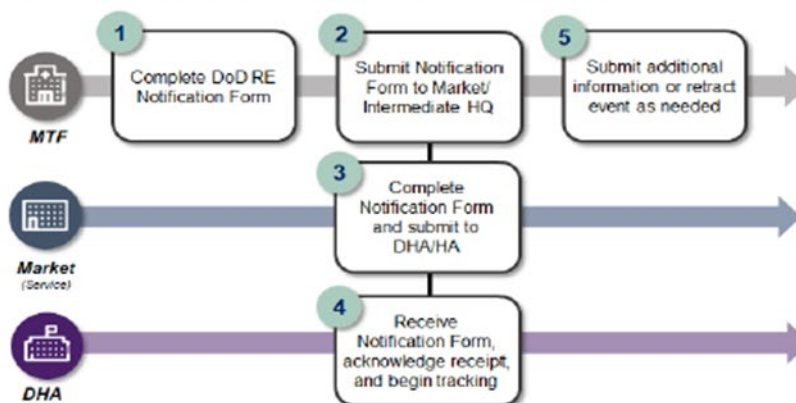 1
Complete DoD RE
Notification Form
2
Submit Notification
Form to Market/
Intermediate HQ
5
Submit additional
information or retract
event as needed
MTF
3
Complete
Notification Form
and submit to
DHA/HA
Market
(Service)
4
Receive
Notification Form,
acknowledge receipt,
and begin tracking
DHA